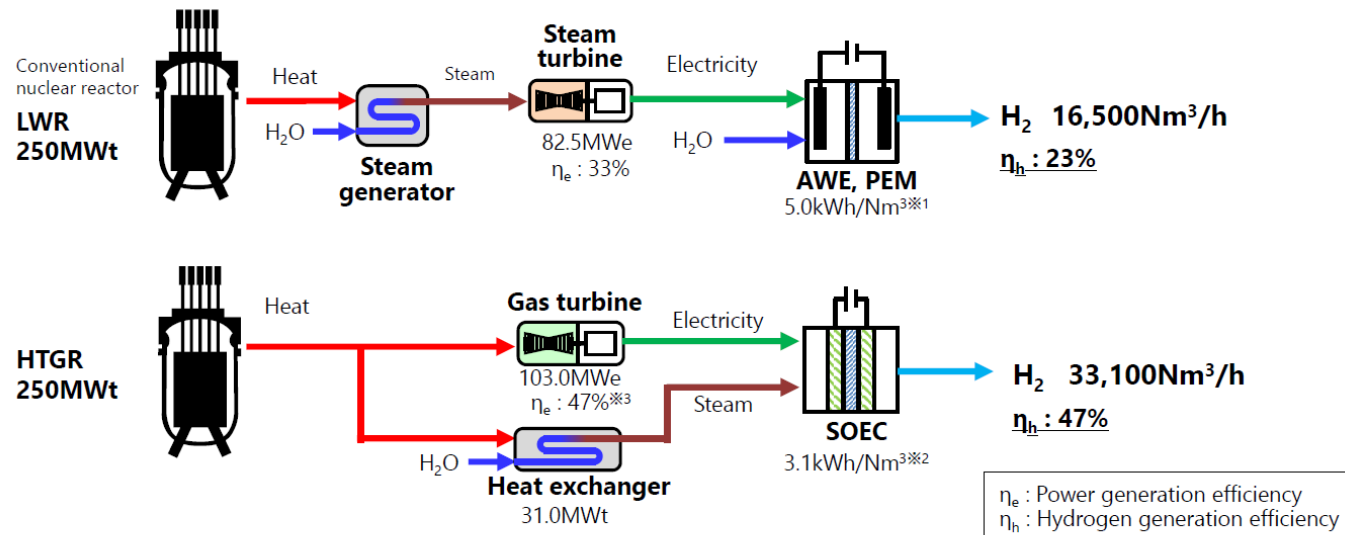 Conventional
nuclear reactor
LWR
250MWt
Heat
H₂O
Steam
generator
Steam
Steam
turbine
82.5MWe
ηₑ : 33%
Electricity
H₂O
AWE, PEM
5.0kWh/Nm³※¹
H₂ 16,500Nm³/h
ηₕ : 23%
HTGR
250MWt
Heat
Gas turbine
103.0MWe
ηₑ : 47%※³
H₂O
Heat exchanger
31.0MWt
Electricity
Steam
SOEC
3.1kWh/Nm³※²
H₂ 33,100Nm³/h
ηₕ : 47%
ηₑ : Power generation efficiency
ηₕ : Hydrogen generation efficiency